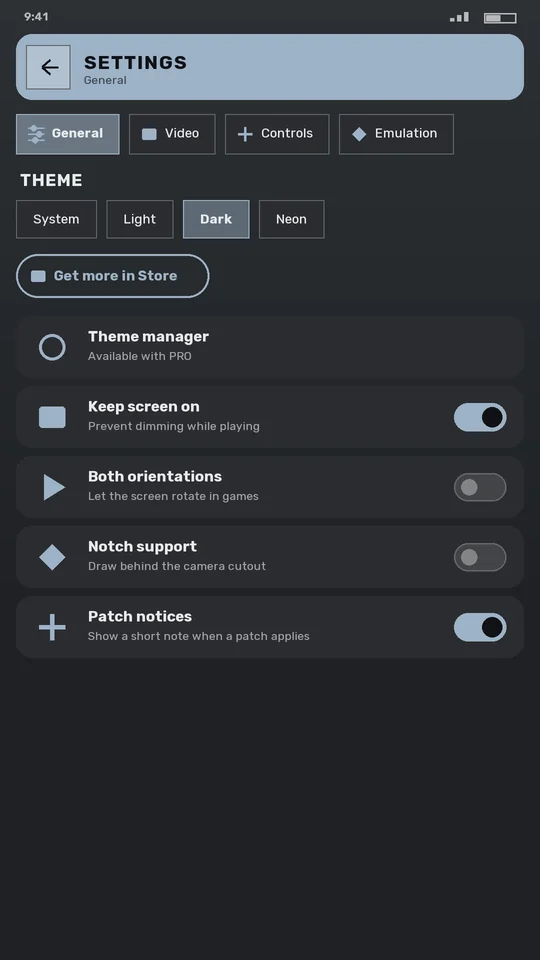 9:41
SETTINGS
General
General
Video
Controls
Emulation
THEME
System
Light
Dark
Neon
Get more in Store
Theme manager
Available with PRO
Keep screen on
Prevent dimming while playing
Both orientations
Let the screen rotate in games
Notch support
Draw behind the camera cutout
Patch notices
Show a short note when a patch applies